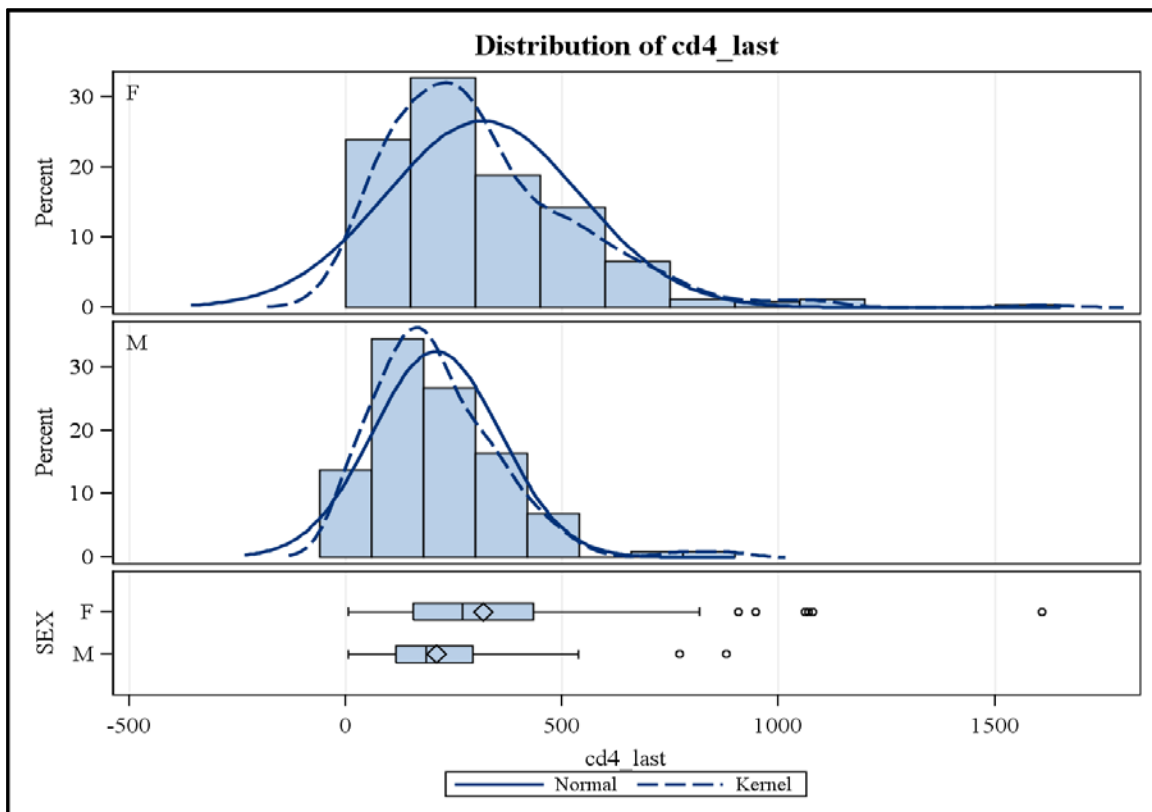 Distribution of cd4_last
F
30
20
10
0
Percent
M
30
20
10
0
Percent
SEX
F
M
-500 0 500 1000 1500
cd4_last
Normal Kernel